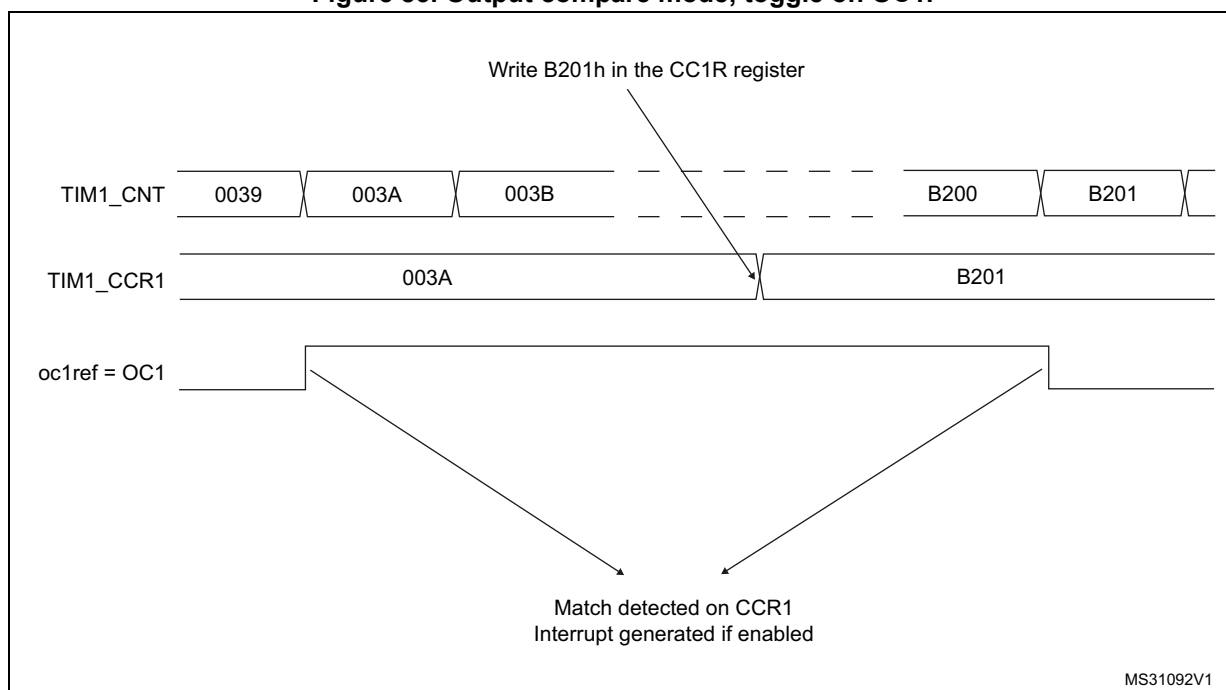 Write B201h in the CC1R register
TIM1_CNT 0039 003A 003B B200 B201
TIM1_CCR1 003A B201
oc1ref = OC1
Match detected on CCR1
Interrupt generated if enabled
MS31092V1